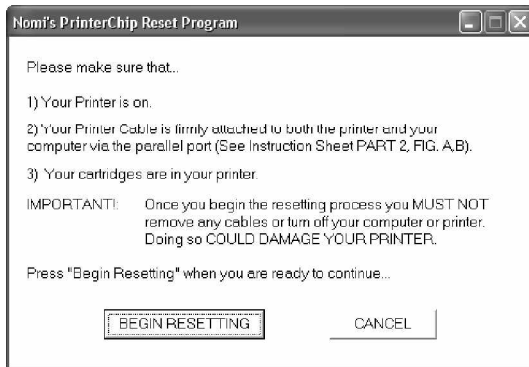 Nomi's PrinterChip Reset Program
Please make sure that...
1) Your Printer is on.
2) Your Printer Cable is firmly attached to both the printer and your
computer via the parallel port (See Instruction Sheet PART 2, FIG. A,B).
3) Your cartridges are in your printer.
IMPORTANT!: Once you begin the resetting process you MUST NOT
remove any cables or turn off your computer or printer.
Doing so COULD DAMAGE YOUR PRINTER.
Press "Begin Resetting" when you are ready to continue...
BEGIN RESETTING CANCEL